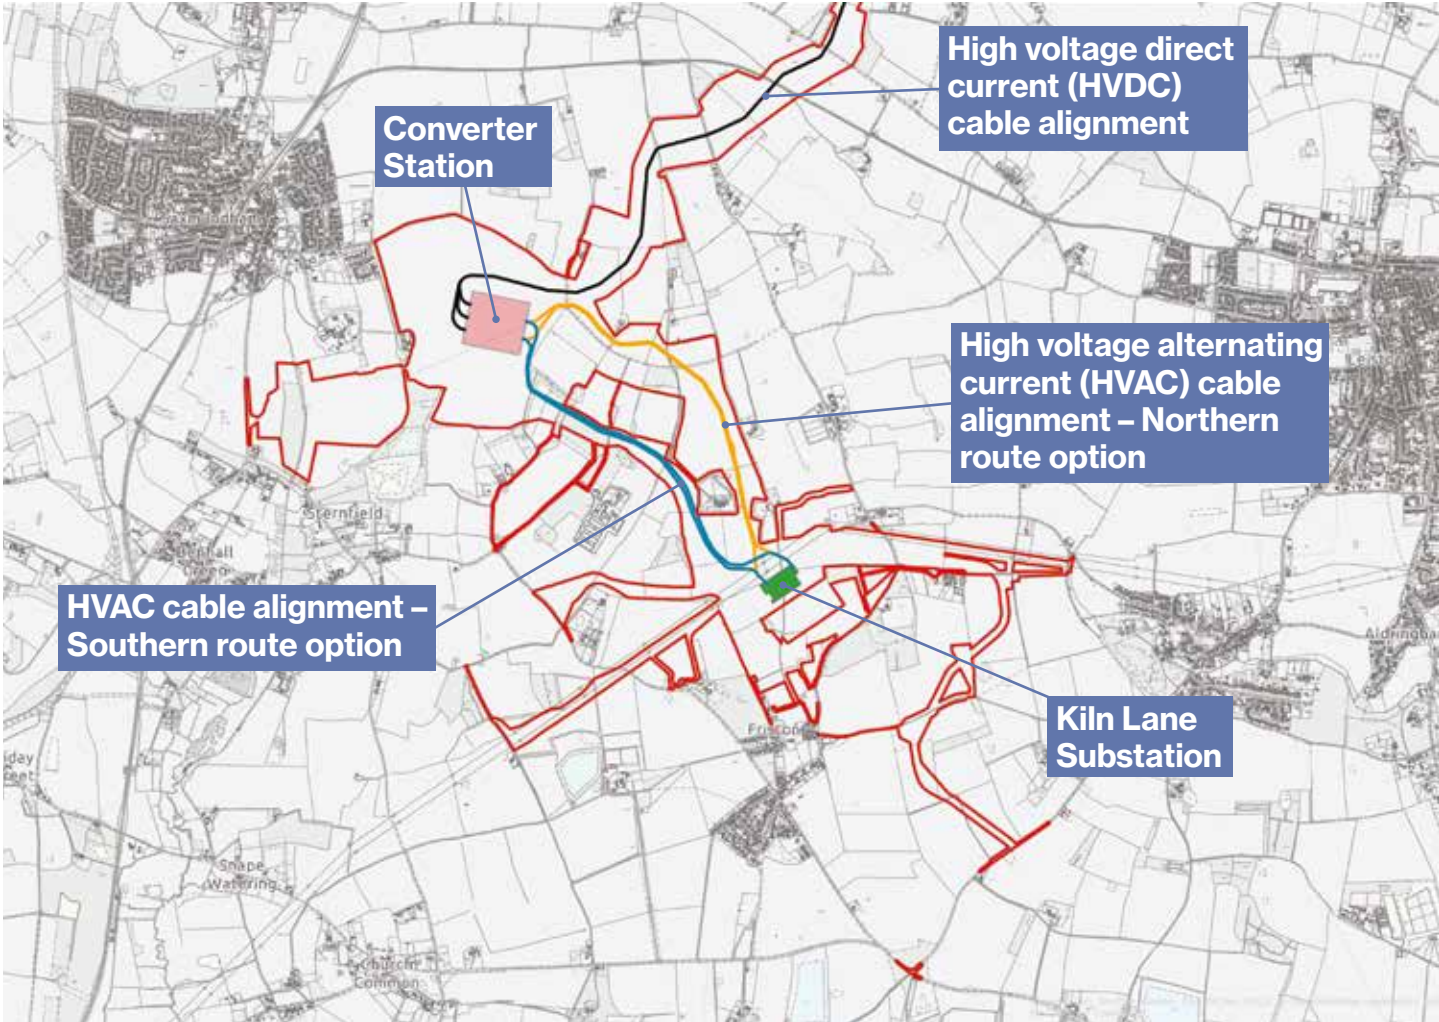 High voltage direct
current (HVDC)
cable alignment
Converter
Station
High voltage alternating
current (HVAC) cable
alignment – Northern
route option
Sternfield
HVAC cable alignment –
Southern route option
Kiln Lane
Substation
Snape
Watering
Church
Common